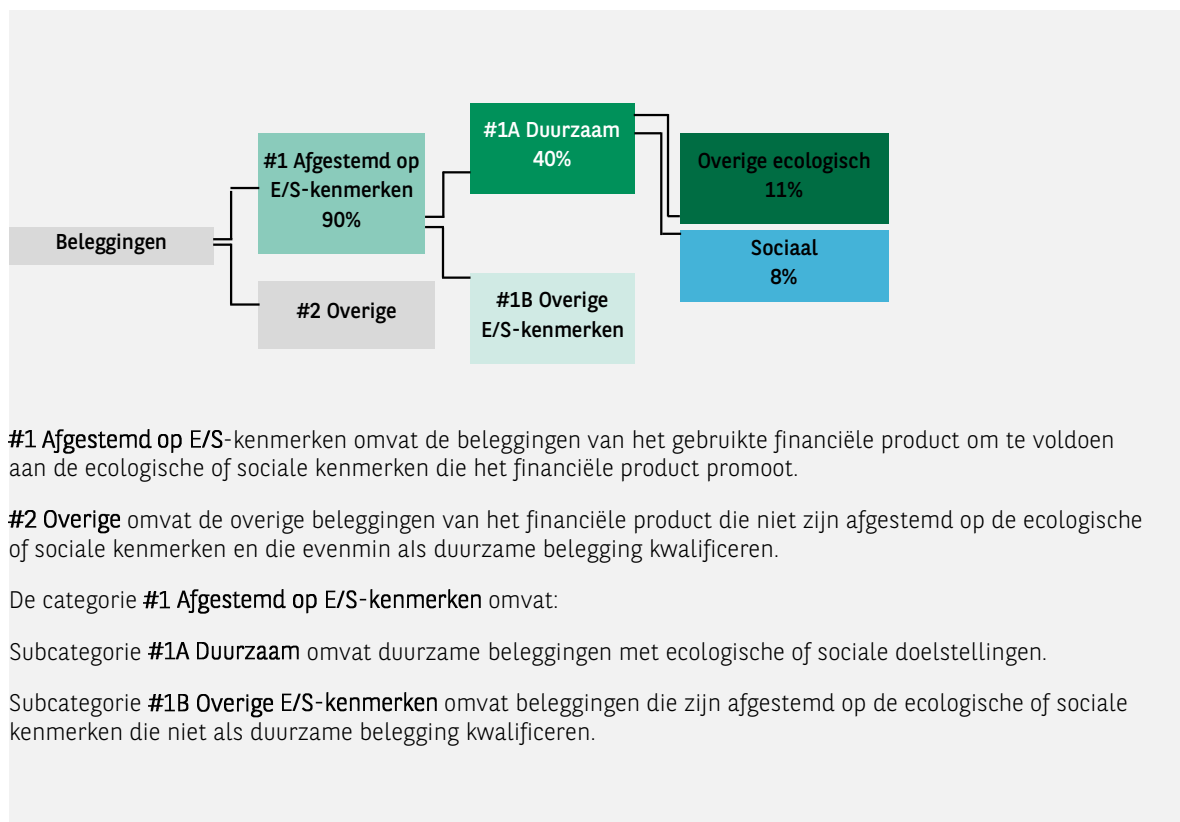 #1A Duurzaam
40%
#1 Afgestemd op
E/S-kenmerken
90%
Overige ecologisch
11%
Beleggingen
Sociaal
8%
#2 Overige
#1B Overige
E/S-kenmerken
#1 Afgestemd op E/S-kenmerken omvat de beleggingen van het gebruikte financiële product om te voldoen
aan de ecologische of sociale kenmerken die het financiële product promoot.
#2 Overige omvat de overige beleggingen van het financiële product die niet zijn afgestemd op de ecologische
of sociale kenmerken en die evenmin als duurzame belegging kwalificeren.
De categorie #1 Afgestemd op E/S-kenmerken omvat:
Subcategorie #1A Duurzaam omvat duurzame beleggingen met ecologische of sociale doelstellingen.
Subcategorie #1B Overige E/S-kenmerken omvat beleggingen die zijn afgestemd op de ecologische of sociale
kenmerken die niet als duurzame belegging kwalificeren.